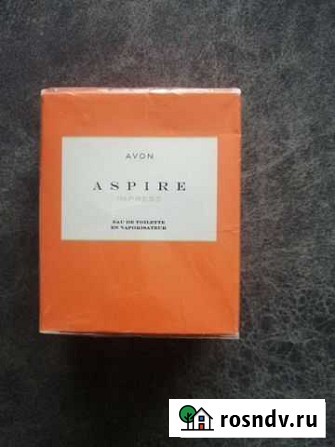 AVON
ASPIRE
IMPRESS
EAU DE TOILETTE
EN VAPORISATEUR
rosndv.ru